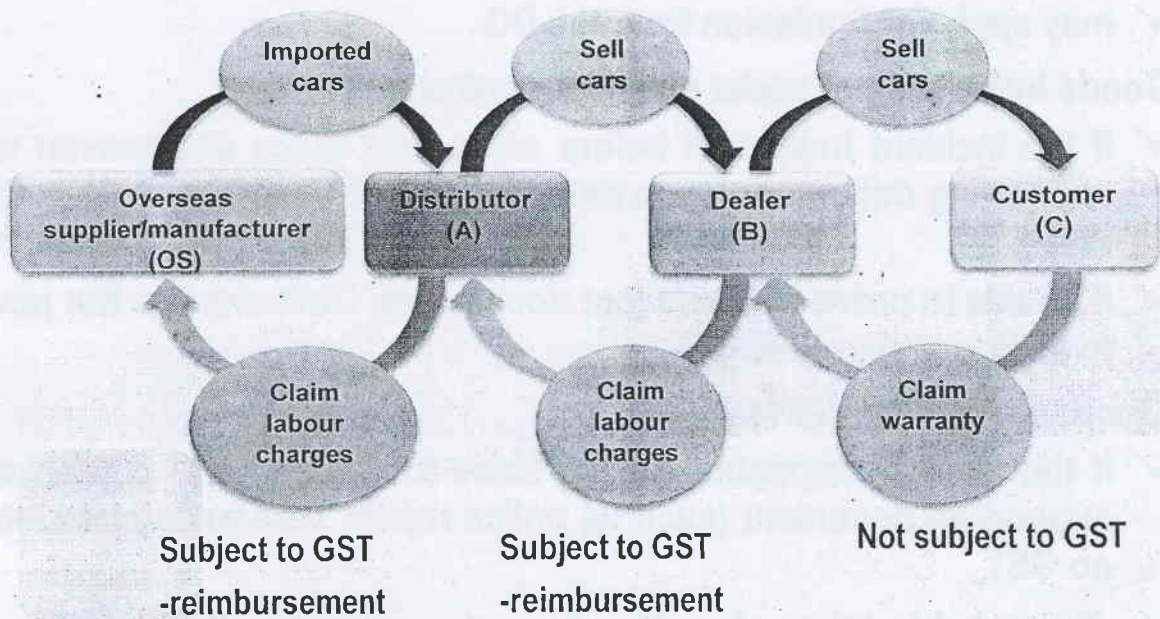 Imported
cars
Sell
cars
Sell
cars
Overseas
supplier/manufacturer
(OS)
Distributor
(A)
Dealer
(B)
Customer
(C)
Claim
labour
charges
Claim
labour
charges
Claim
warranty
Subject to GST
-reimbursement
Subject to GST
-reimbursement
Not subject to GST